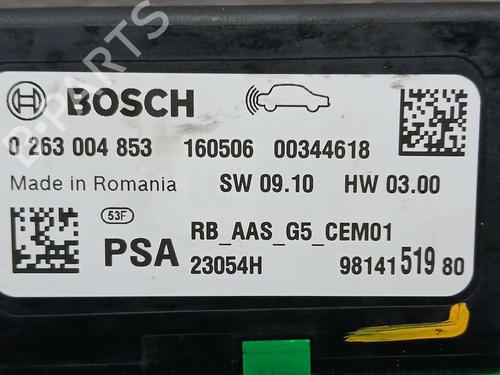 BOSCH
0 263 004 853 160506 00344618
Made in Romania SW 09.10 HW 03.00
53F
PSA RB_AAS_G5_CEM01
23054H 98141 519 80
B-PARTS